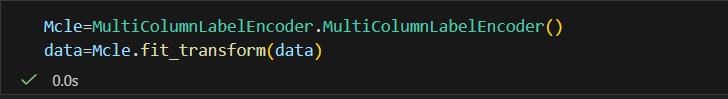 Mcle=MultiColumnLabelEncoder.MultiColumnLabelEncoder()
data=Mcle.fit_transform(data)
0.0s